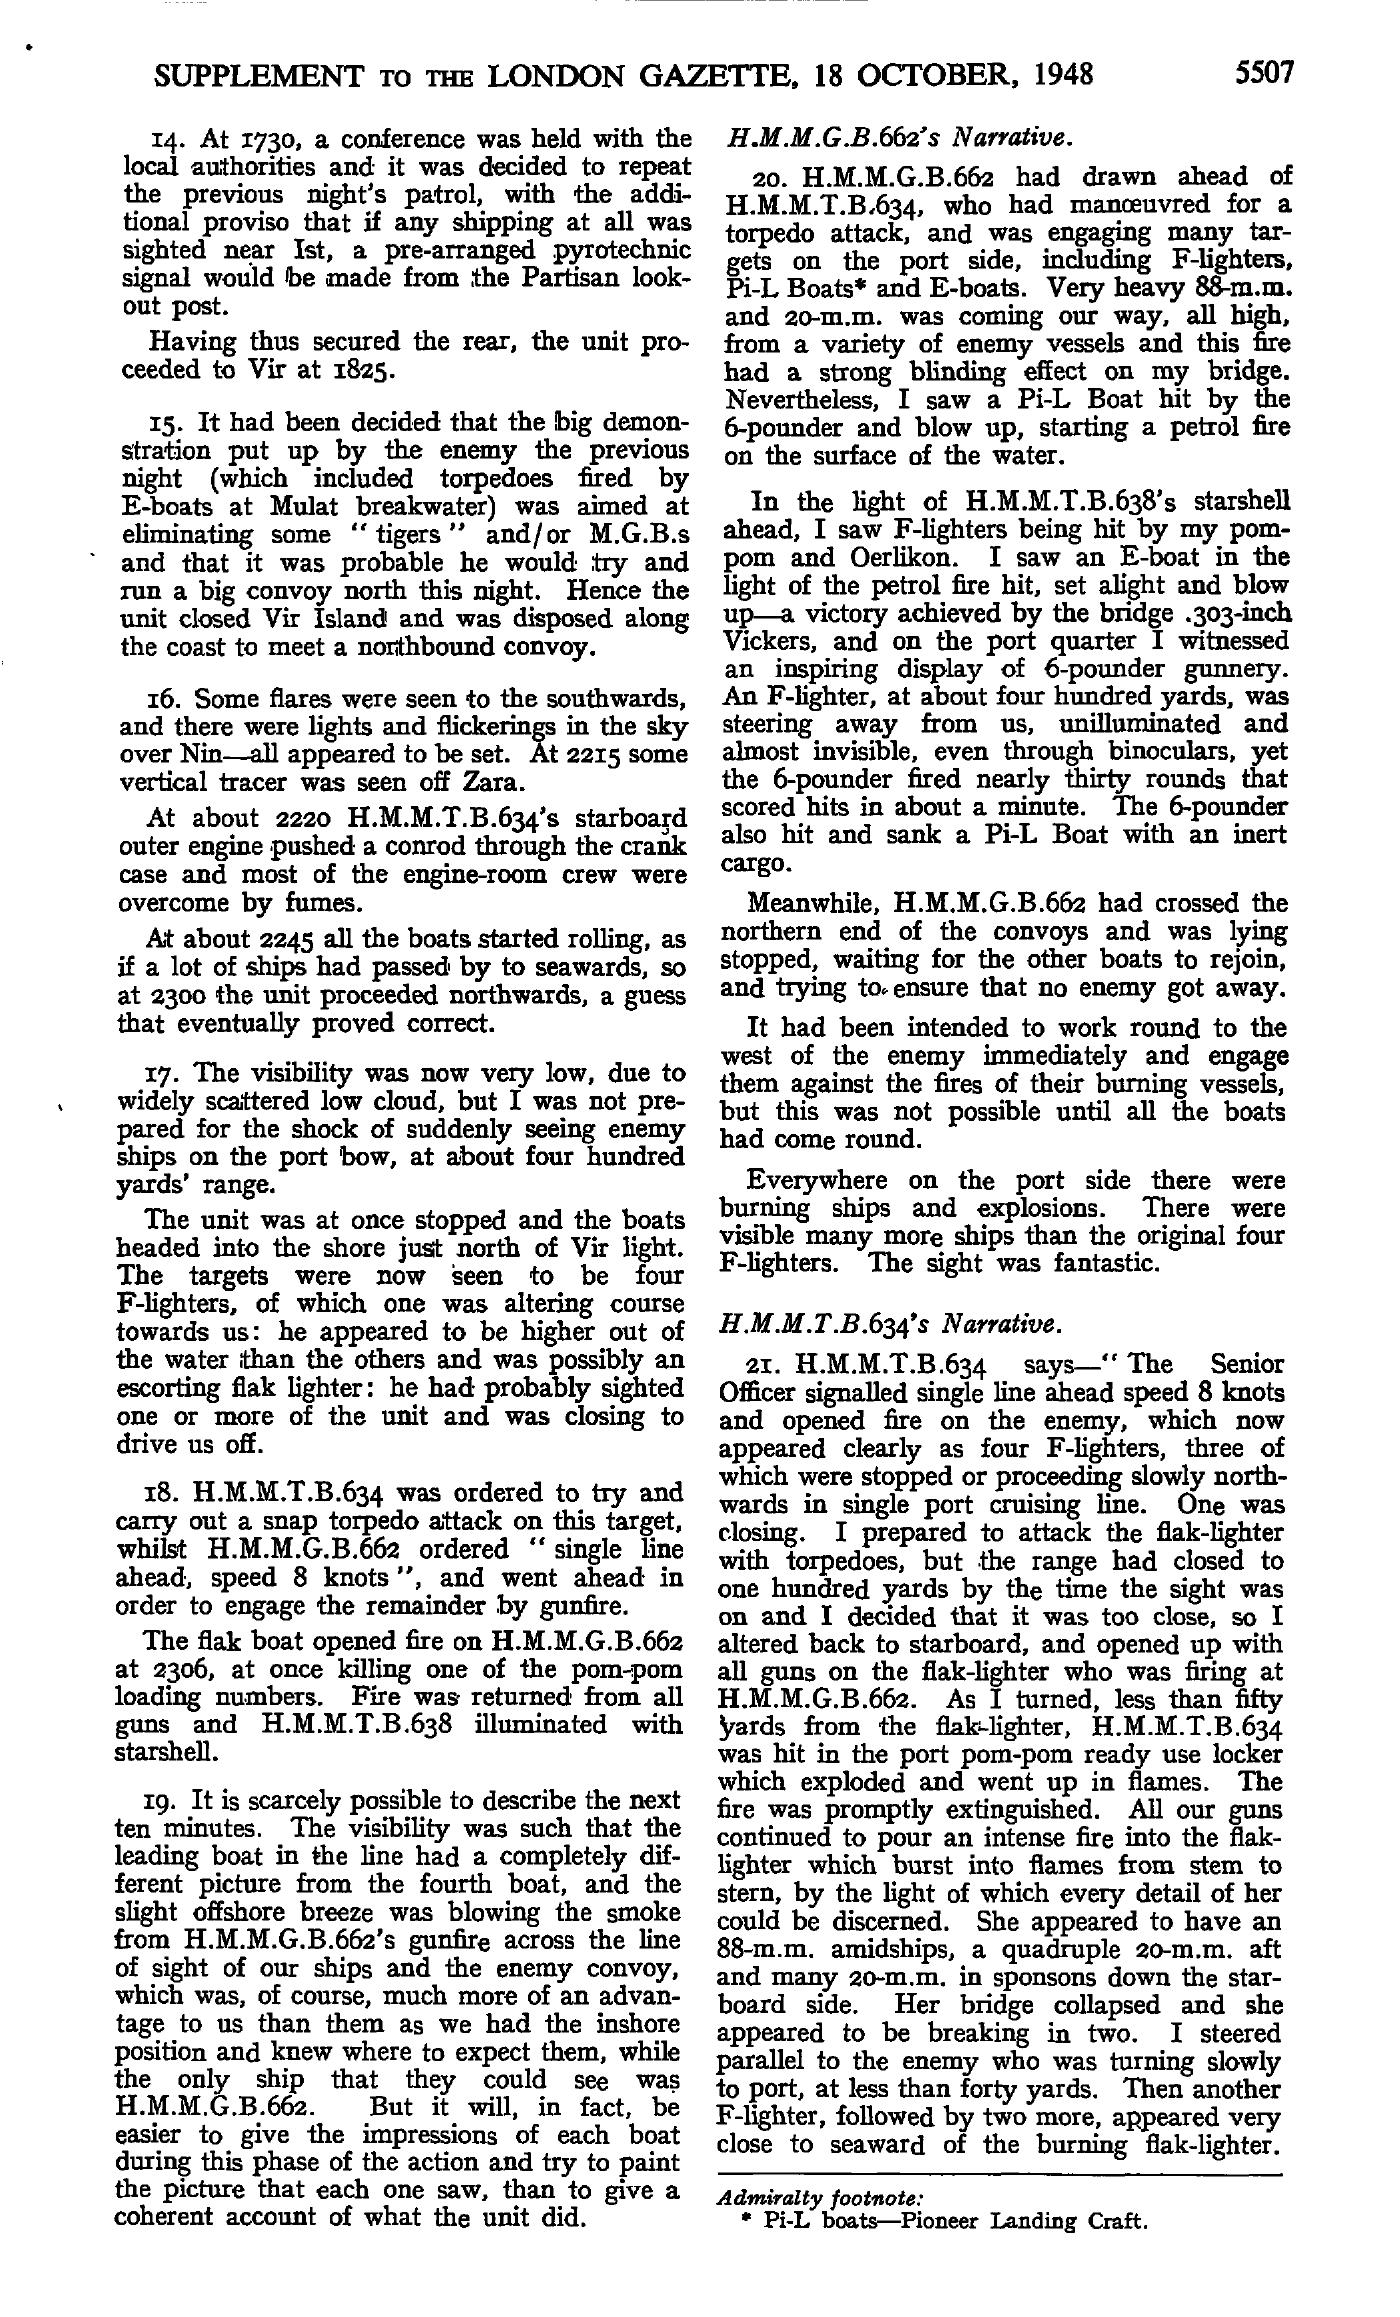 SUPPLEMENT TO THE LONDON GAZETTE, 18 OCTOBER, 1948 5507
14. At 1730, a conference was held with the
local authorities and it was decided to repeat
the previous night's patrol, with the addi-
tional proviso that if any shipping at all was
sighted near Ist, a pre-arranged pyrotechnic
signal would be made from the Partisan look-
out post.
Having thus secured the rear, the unit pro-
ceeded to Vir at 1825.
15. It had been decided that the big demon-
stration put up by the enemy the previous
night (which included torpedoes fired by
E-boats at Mulat breakwater) was aimed at
eliminating some " tigers " and/or M.G.B.s
and that it was probable he would try and
run a big convoy north this night. Hence the
unit closed Vir Island and was disposed along
the coast to meet a northbound convoy.
16. Some flares were seen to the southwards,
and there were lights and flickerings in the sky
over Nin—all appeared to be set. At 2215 some
vertical tracer was seen off Zara.
At about 2220 H.M.M.T.B.634's starboard
outer engine pushed a conrod through the crank
case and most of the engine-room crew were
overcome by fumes.
At about 2245 all the boats started rolling, as
if a lot of ships had passed by to seawards, so
at 2300 the unit proceeded northwards, a guess
that eventually proved correct.
17. The visibility was now very low, due to
widely scattered low cloud, but I was not pre-
pared for the shock of suddenly seeing enemy
ships on the port bow, at about four hundred
yards' range.
The unit was at once stopped and the boats
headed into the shore just north of Vir light.
The targets were now seen to be four
F-lighters, of which one was altering course
towards us: he appeared to be higher out of
the water than the others and was possibly an
escorting flak lighter: he had probably sighted
one or more of the unit and was closing to
drive us off.
18. H.M.M.T.B.634 was ordered to try and
carry out a snap torpedo attack on this target,
whilst H.M.M.G.B.662 ordered " single line
ahead, speed 8 knots ", and went ahead in
order to engage the remainder by gunfire.
The flak boat opened fire on H.M.M.G.B.662
at 2306, at once killing one of the pom-pom
loading numbers. Fire was returned from all
guns and H.M.M.T.B.638 illuminated with
starshell.
19. It is scarcely possible to describe the next
ten minutes. The visibility was such that the
leading boat in the line had a completely dif-
ferent picture from the fourth boat, and the
slight offshore breeze was blowing the smoke
from H.M.M.G.B.662's gunfire across the line
of sight of our ships and the enemy convoy,
which was, of course, much more of an advan-
tage to us than them as we had the inshore
position and knew where to expect them, while
the only ship that they could see was
H.M.M.G.B.662. But it will, in fact, be
easier to give the impressions of each boat
during this phase of the action and try to paint
the picture that each one saw, than to give a
coherent account of what the unit did.
H.M.M.G.B.662's Narrative.
20. H.M.M.G.B.662 had drawn ahead of
H.M.M.T.B.634, who had manœuvred for a
torpedo attack, and was engaging many tar-
gets on the port side, including F-lighters,
Pi-L Boats* and E-boats. Very heavy 88-m.m.
and 20-m.m. was coming our way, all high,
from a variety of enemy vessels and this fire
had a strong blinding effect on my bridge.
Nevertheless, I saw a Pi-L Boat hit by the
6-pounder and blow up, starting a petrol fire
on the surface of the water.
In the light of H.M.M.T.B.638's starshell
ahead, I saw F-lighters being hit by my pom-
pom and Oerlikon. I saw an E-boat in the
light of the petrol fire hit, set alight and blow
up—a victory achieved by the bridge .303-inch
Vickers, and on the port quarter I witnessed
an inspiring display of 6-pounder gunnery.
An F-lighter, at about four hundred yards, was
steering away from us, unilluminated and
almost invisible, even through binoculars, yet
the 6-pounder fired nearly thirty rounds that
scored hits in about a minute. The 6-pounder
also hit and sank a Pi-L Boat with an inert
cargo.
Meanwhile, H.M.M.G.B.662 had crossed the
northern end of the convoys and was lying
stopped, waiting for the other boats to rejoin,
and trying to ensure that no enemy got away.
It had been intended to work round to the
west of the enemy immediately and engage
them against the fires of their burning vessels,
but this was not possible until all the boats
had come round.
Everywhere on the port side there were
burning ships and explosions. There were
visible many more ships than the original four
F-lighters. The sight was fantastic.
H.M.M.T.B.634's Narrative.
21. H.M.M.T.B.634 says—" The Senior
Officer signalled single line ahead speed 8 knots
and opened fire on the enemy, which now
appeared clearly as four F-lighters, three of
which were stopped or proceeding slowly north-
wards in single port cruising line. One was
closing. I prepared to attack the flak-lighter
with torpedoes, but the range had closed to
one hundred yards by the time the sight was
on and I decided that it was too close, so I
altered back to starboard, and opened up with
all guns on the flak-lighter who was firing at
H.M.M.G.B.662. As I turned, less than fifty
yards from the flak-lighter, H.M.M.T.B.634
was hit in the port pom-pom ready use locker
which exploded and went up in flames. The
fire was promptly extinguished. All our guns
continued to pour an intense fire into the flak-
lighter which burst into flames from stem to
stern, by the light of which every detail of her
could be discerned. She appeared to have an
88-m.m. amidships, a quadruple 20-m.m. aft
and many 20-m.m. in sponsons down the star-
board side. Her bridge collapsed and she
appeared to be breaking in two. I steered
parallel to the enemy who was turning slowly
to port, at less than forty yards. Then another
F-lighter, followed by two more, appeared very
close to seaward of the burning flak-lighter.
Admiralty footnote:
* Pi-L boats—Pioneer Landing Craft.